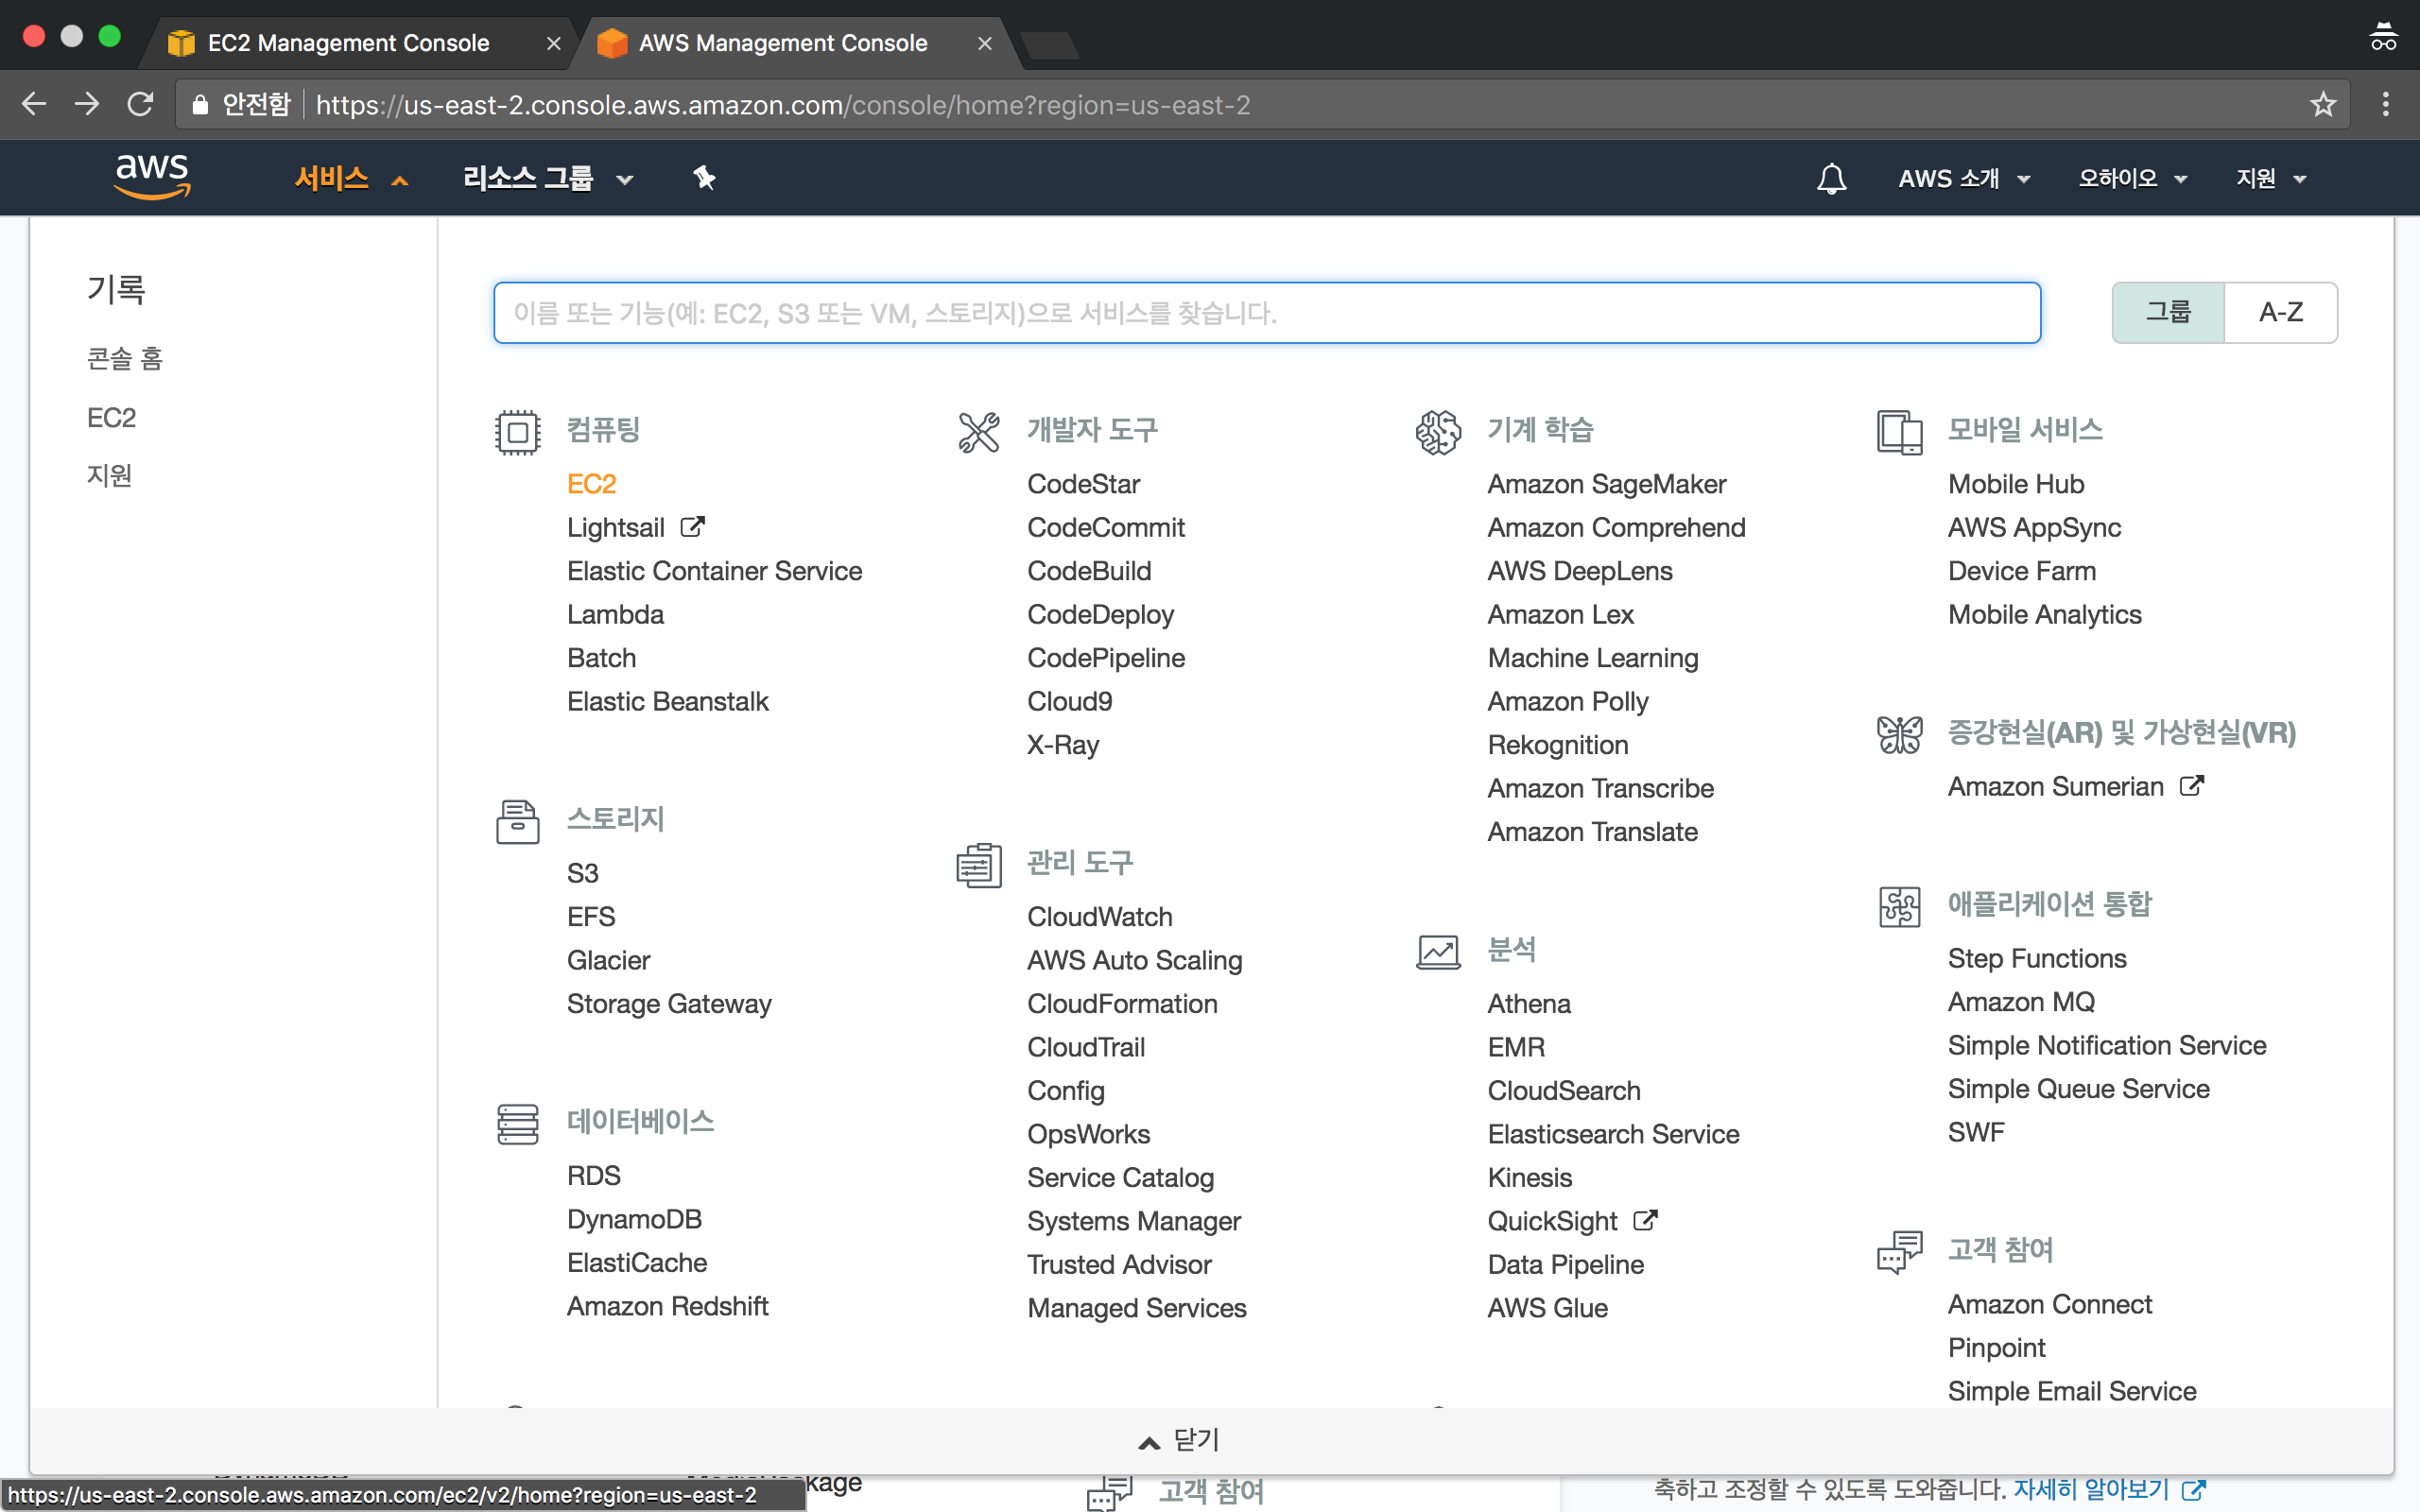 EC2 Management Console
AWS Management Console
안전함 https://us-east-2.console.aws.amazon.com/console/home?region=us-east-2
aws 서비스 리소스 그룹 AWS 소개 오하이오 지원
기록
콘솔 홈
EC2
지원
이름 또는 기능(예: EC2, S3 또는 VM, 스토리지)으로 서비스를 찾습니다.
그룹 A-Z
컴퓨팅
EC2
Lightsail
Elastic Container Service
Lambda
Batch
Elastic Beanstalk
스토리지
S3
EFS
Glacier
Storage Gateway
데이터베이스
RDS
DynamoDB
ElastiCache
Amazon Redshift
개발자 도구
CodeStar
CodeCommit
CodeBuild
CodeDeploy
CodePipeline
Cloud9
X-Ray
관리 도구
CloudWatch
AWS Auto Scaling
CloudFormation
CloudTrail
Config
OpsWorks
Service Catalog
Systems Manager
Trusted Advisor
Managed Services
기계 학습
Amazon SageMaker
Amazon Comprehend
AWS DeepLens
Amazon Lex
Machine Learning
Amazon Polly
Rekognition
Amazon Transcribe
Amazon Translate
분석
Athena
EMR
CloudSearch
Elasticsearch Service
Kinesis
QuickSight
Data Pipeline
AWS Glue
모바일 서비스
Mobile Hub
AWS AppSync
Device Farm
Mobile Analytics
증강현실(AR) 및 가상현실(VR)
Amazon Sumerian
애플리케이션 통합
Step Functions
Amazon MQ
Simple Notification Service
Simple Queue Service
SWF
고객 참여
Amazon Connect
Pinpoint
Simple Email Service
닫기
고객 참여
축하고 조정할 수 있도록 도와줍니다. 자세히 알아보기
https://us-east-2.console.aws.amazon.com/ec2/v2/home?region=us-east-2